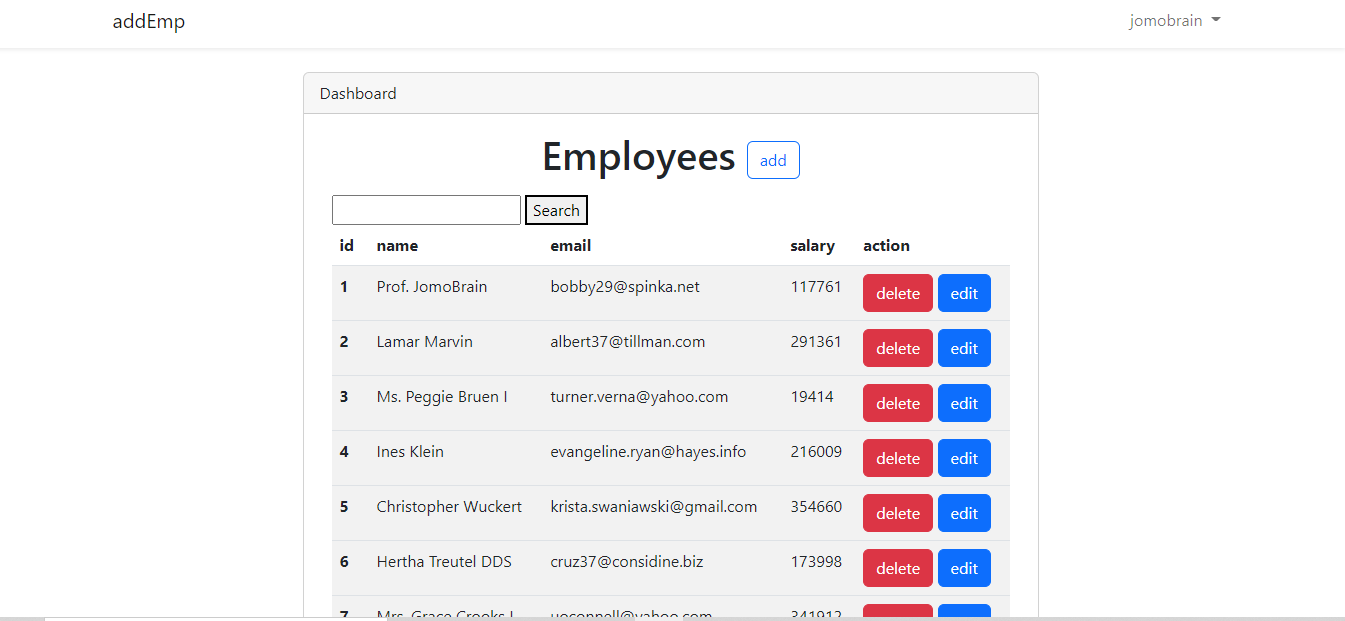 addEmp jomobrain
Dashboard
Employees add
Search
id name email salary action
1 Prof. JomoBrain bobby29@spinka.net 117761 delete edit
2 Lamar Marvin albert37@tillman.com 291361 delete edit
3 Ms. Peggie Bruen I turner.verna@yahoo.com 19414 delete edit
4 Ines Klein evangeline.ryan@hayes.info 216009 delete edit
5 Christopher Wuckert krista.swaniawski@gmail.com 354660 delete edit
6 Hertha Treutel DDS cruz37@considine.biz 173998 delete edit
7 Mrs. Grace Crooks I uoconnell@yahoo.com 341912